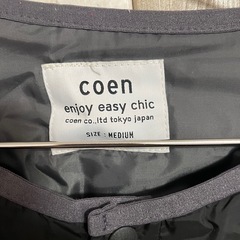 coen
enjoy easy chic
coen co.,ltd tokyo japan
SIZE : MEDIUM